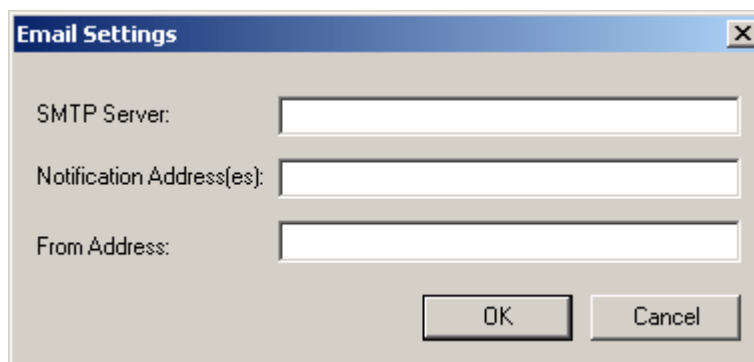 Email Settings
SMTP Server:
Notification Address(es):
From Address:
OK Cancel